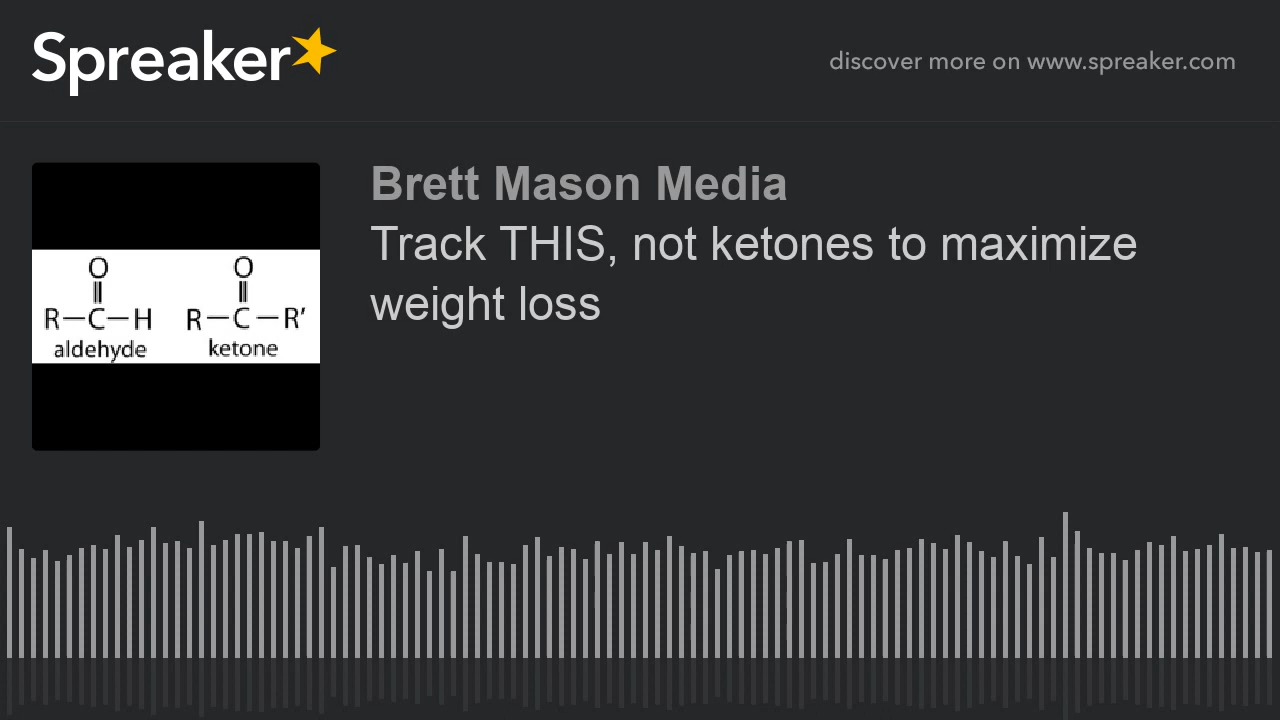 Spreaker
discover more on www.spreaker.com
Brett Mason Media
Track THIS, not ketones to maximize
weight loss
O O
R—C—H R—C—R’
aldehyde ketone